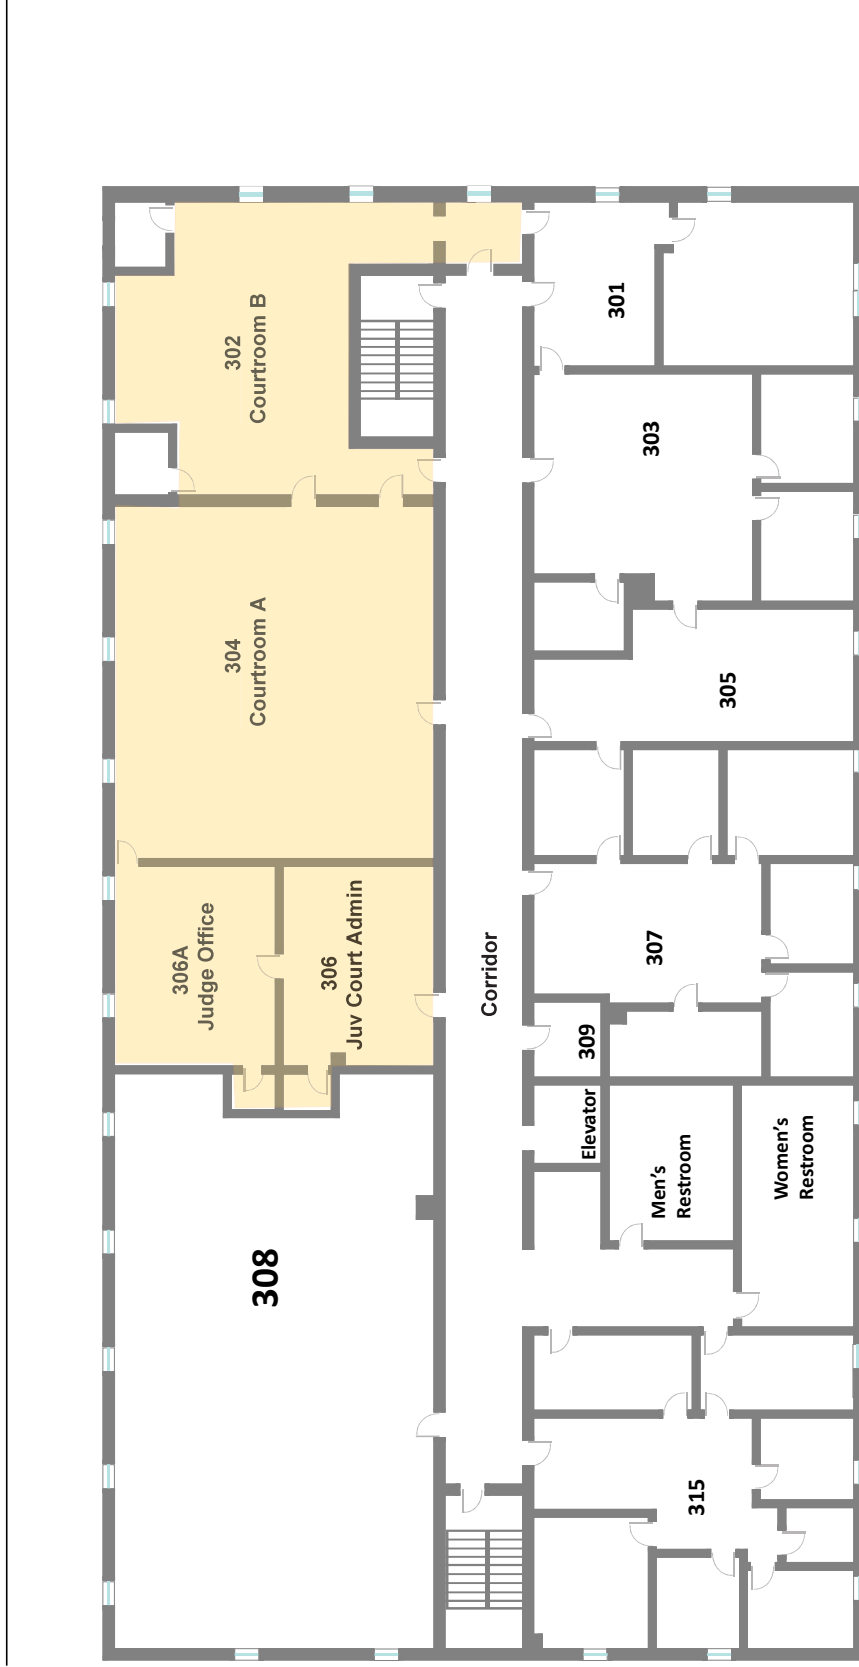 302
Courtroom B
304
Courtroom A
306A
Judge Office
306
Juv Court Admin
308
Corridor
301
303
305
307
309
Elevator
Men's
Restroom
Women's
Restroom
315